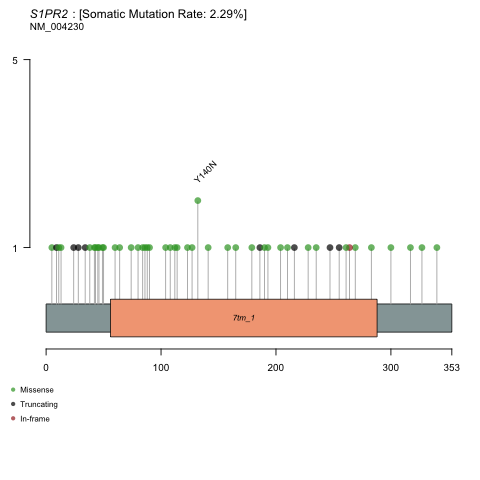 S1PR2 : [Somatic Mutation Rate: 2.29%]
NM_004230
5
Y140N
1
7tm_1
0 100 200 300 353
Missense
Truncating
In-frame